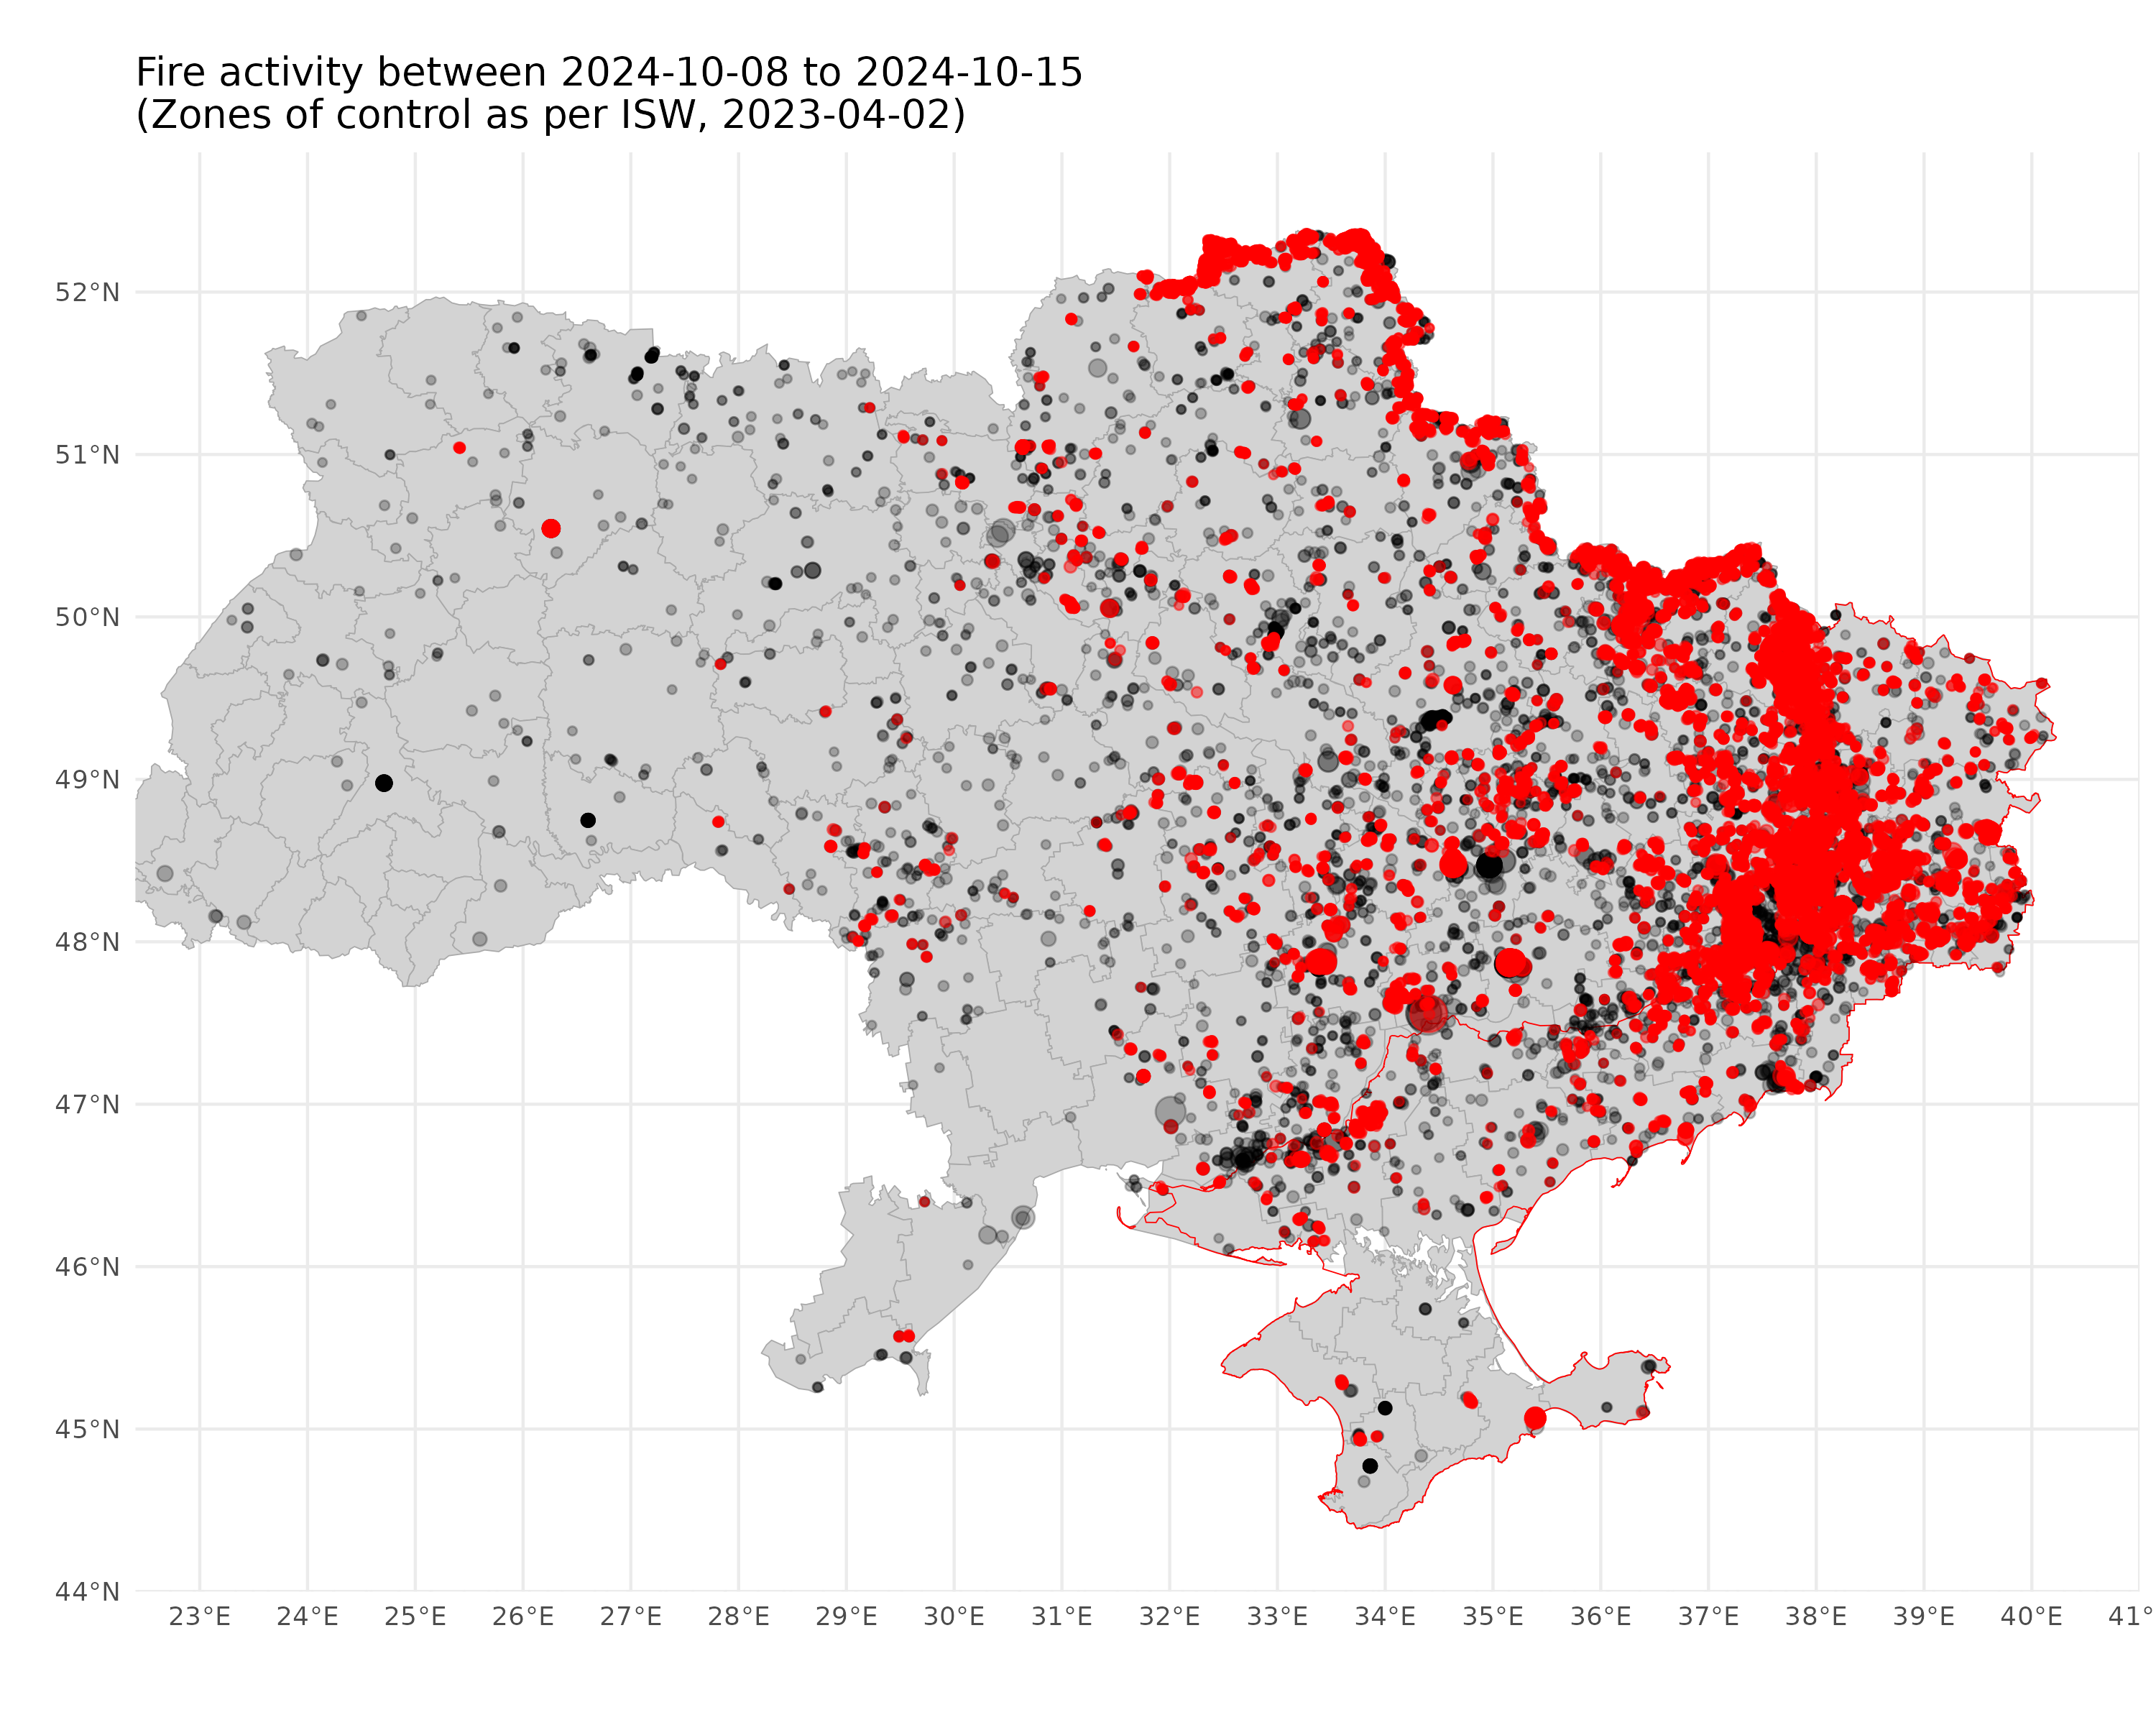 Fire activity between 2024-10-08 to 2024-10-15
(Zones of control as per ISW, 2023-04-02)
52°N
51°N
50°N
49°N
48°N
47°N
46°N
45°N
44°N
23°E 24°E 25°E 26°E 27°E 28°E 29°E 30°E 31°E 32°E 33°E 34°E 35°E 36°E 37°E 38°E 39°E 40°E 41°